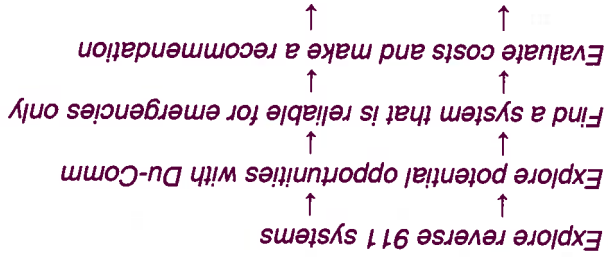 Explore reverse 911 systems
↓ ↓
Explore potential opportunities with Du-Comm
↓ ↓
Find a system that is reliable for emergencies only
↓ ↓
Evaluate costs and make a recommendation
↓ ↓